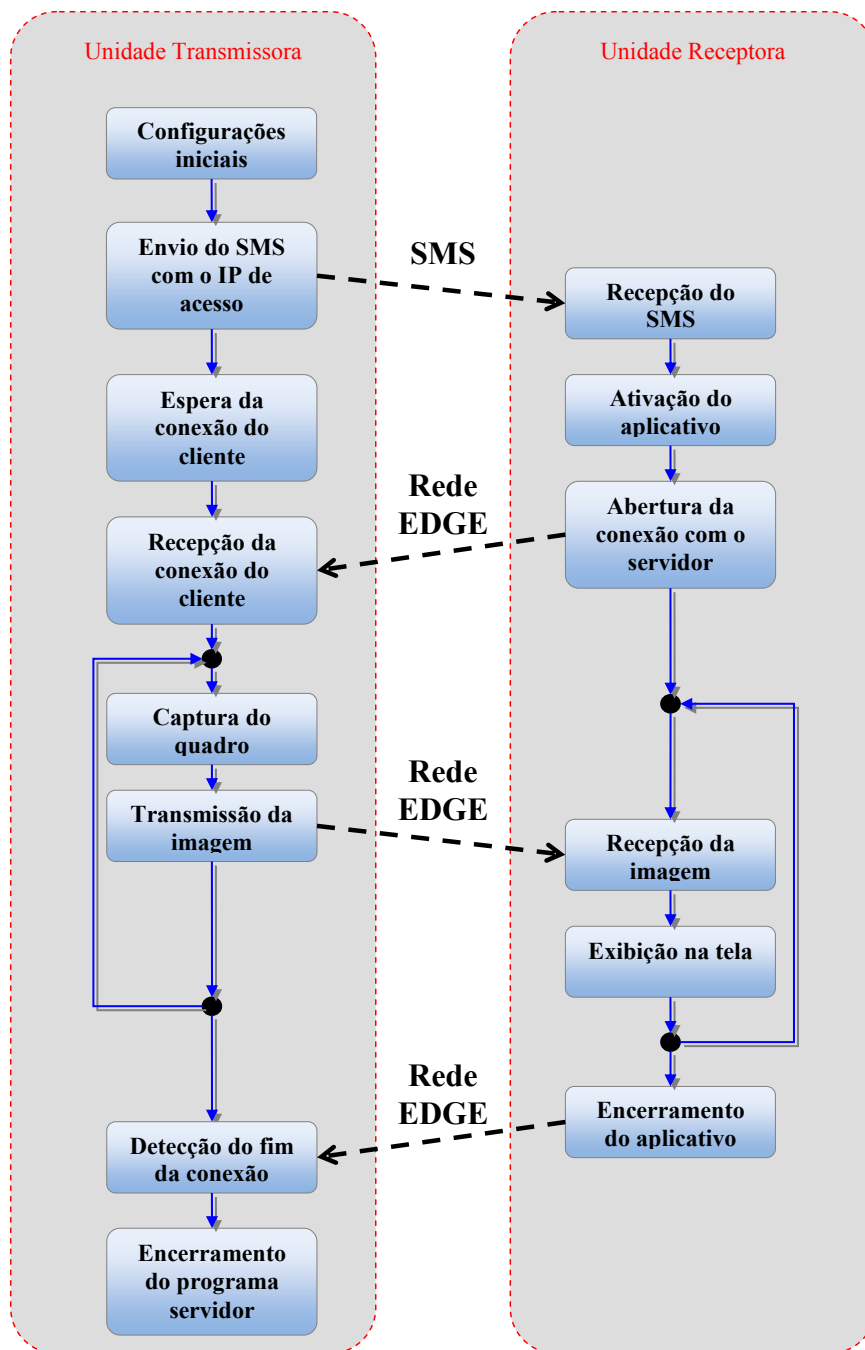 Unidade Transmissora
Configurações
iniciais
Envio do SMS
com o IP de
acesso
Espera da
conexão do
cliente
Recepção da
conexão do
cliente
Captura do
quadro
Transmissão da
imagem
Detecção do fim
da conexão
Encerramento
do programa
servidor
SMS
Rede
EDGE
Rede
EDGE
Rede
EDGE
Unidade Receptora
Recepção do
SMS
Ativação do
aplicativo
Abertura da
conexão com o
servidor
Recepção da
imagem
Exibição na tela
Encerramento
do aplicativo